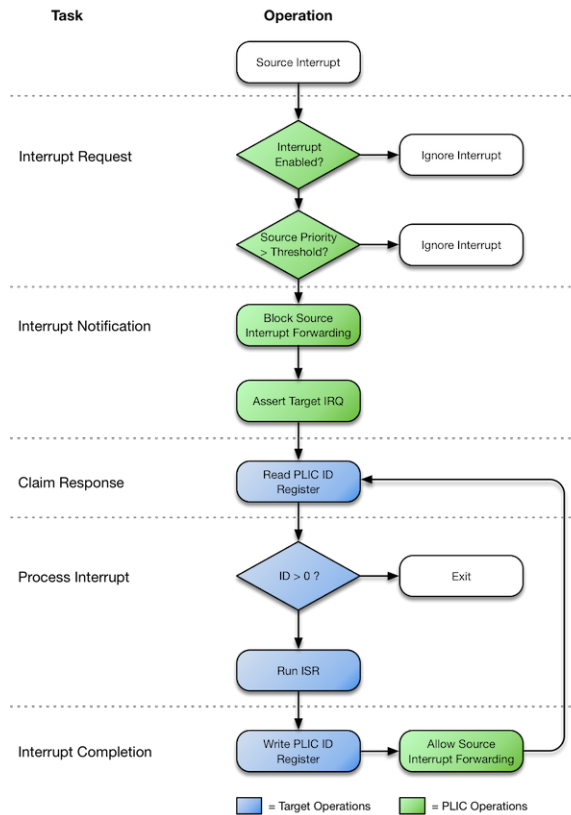 Task
Operation
Source Interrupt
Interrupt Request
Interrupt
Enabled?
Ignore Interrupt
Source Priority
> Threshold?
Ignore Interrupt
Interrupt Notification
Block Source
Interrupt Forwarding
Assert Target IRQ
Claim Response
Read PLIC ID
Register
Process Interrupt
ID > 0 ?
Exit
Run ISR
Interrupt Completion
Write PLIC ID
Register
Allow Source
Interrupt Forwarding
= Target Operations
= PLIC Operations